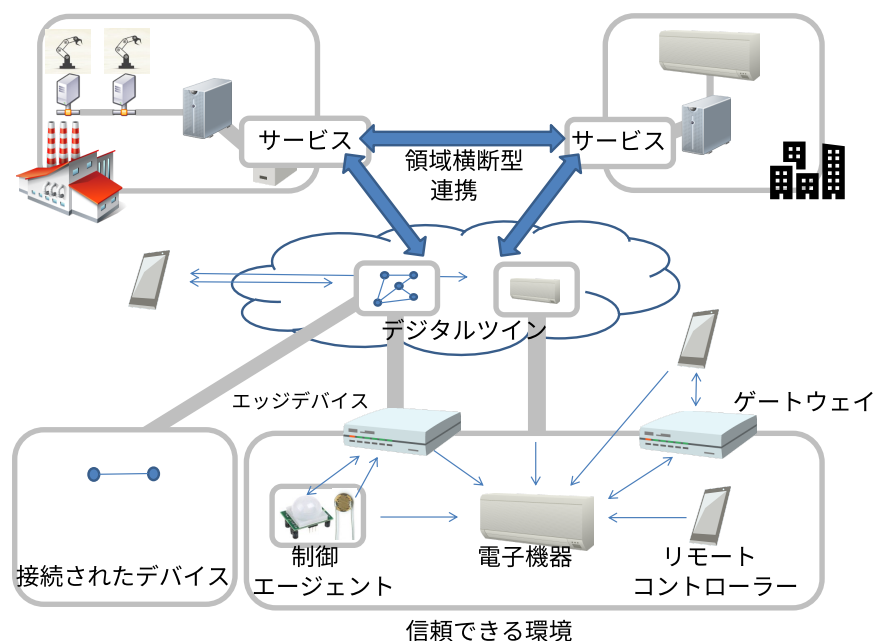 サービス
サービス
領域横断型
連携
デジタルツイン
エッジデバイス
ゲートウェイ
接続されたデバイス
制御
エージェント
電子機器
リモート
コントローラー
信頼できる環境